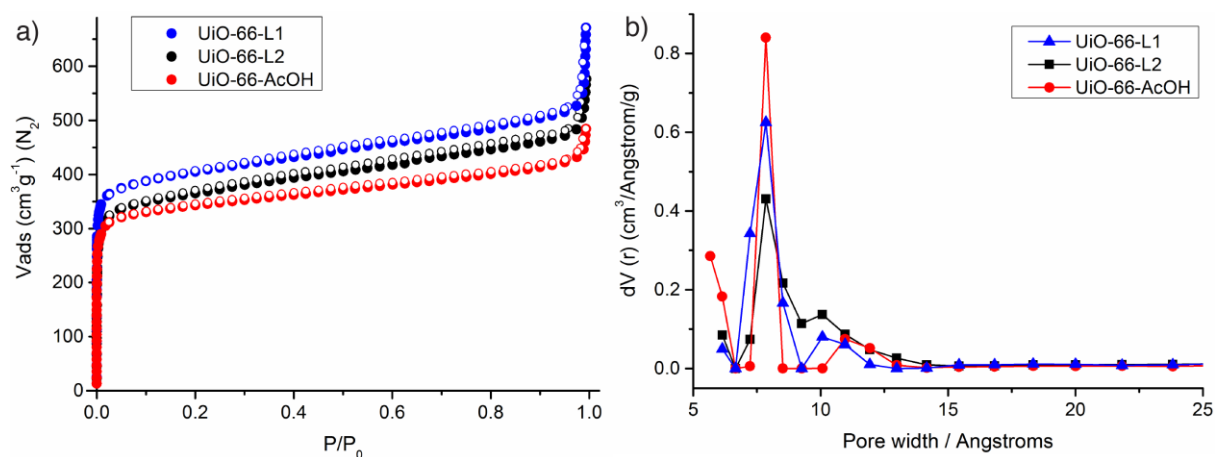 a)
UiO-66-L1
UiO-66-L2
UiO-66-AcOH
Vads (cm³g⁻¹) (N₂)
600
500
400
300
200
100
0
0.0 0.2 0.4 0.6 0.8 1.0
P/P₀
b)
UiO-66-L1
UiO-66-L2
UiO-66-AcOH
dV (r) (cm³/Angstrom/g)
0.8
0.6
0.4
0.2
0.0
5 10 15 20 25
Pore width / Angstroms